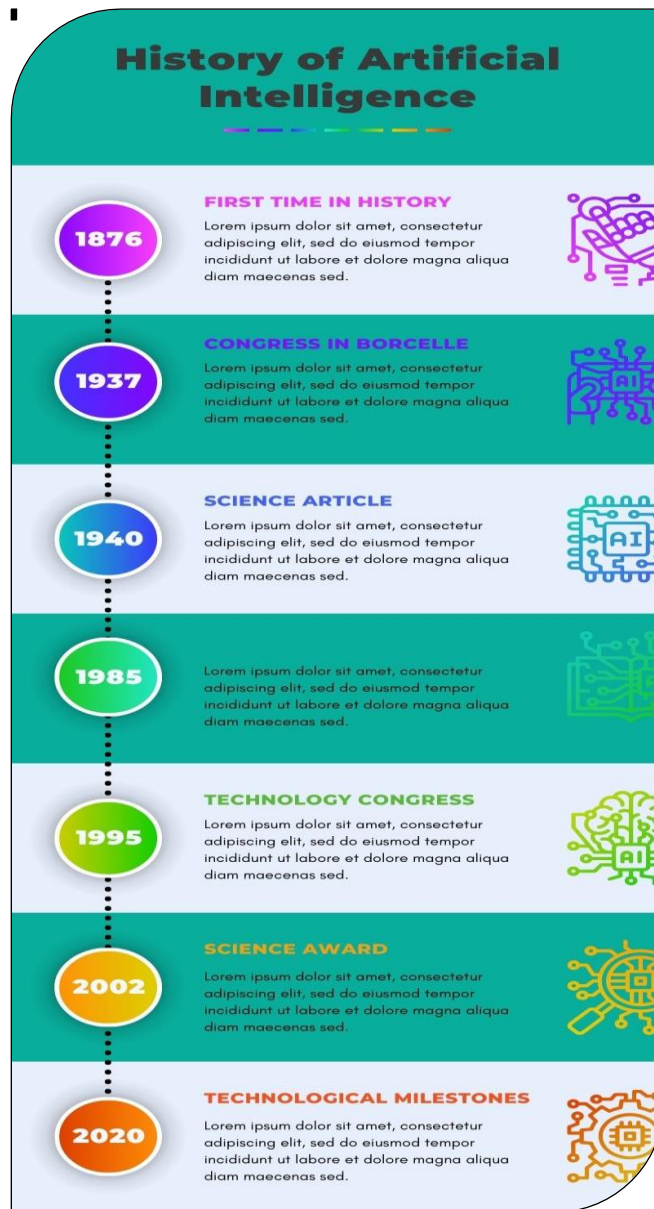 History of Artificial
Intelligence
1876
FIRST TIME IN HISTORY
Lorem ipsum dolor sit amet, consectetur
adipiscing elit, sed do eiusmod tempor
incididunt ut labore et dolore magna aliqua
diam maecenas sed.
1937
CONGRESS IN BORCELLE
Lorem ipsum dolor sit amet, consectetur
adipiscing elit, sed do eiusmod tempor
incididunt ut labore et dolore magna aliqua
diam maecenas sed.
AI
1940
SCIENCE ARTICLE
Lorem ipsum dolor sit amet, consectetur
adipiscing elit, sed do eiusmod tempor
incididunt ut labore et dolore magna aliqua
diam maecenas sed.
AI
1985
Lorem ipsum dolor sit amet, consectetur
adipiscing elit, sed do eiusmod tempor
incididunt ut labore et dolore magna aliqua
diam maecenas sed.
1995
TECHNOLOGY CONGRESS
Lorem ipsum dolor sit amet, consectetur
adipiscing elit, sed do eiusmod tempor
incididunt ut labore et dolore magna aliqua
diam maecenas sed.
AI
2002
SCIENCE AWARD
Lorem ipsum dolor sit amet, consectetur
adipiscing elit, sed do eiusmod tempor
incididunt ut labore et dolore magna aliqua
diam maecenas sed.
2020
TECHNOLOGICAL MILESTONES
Lorem ipsum dolor sit amet, consectetur
adipiscing elit, sed do eiusmod tempor
incididunt ut labore et dolore magna aliqua
diam maecenas sed.